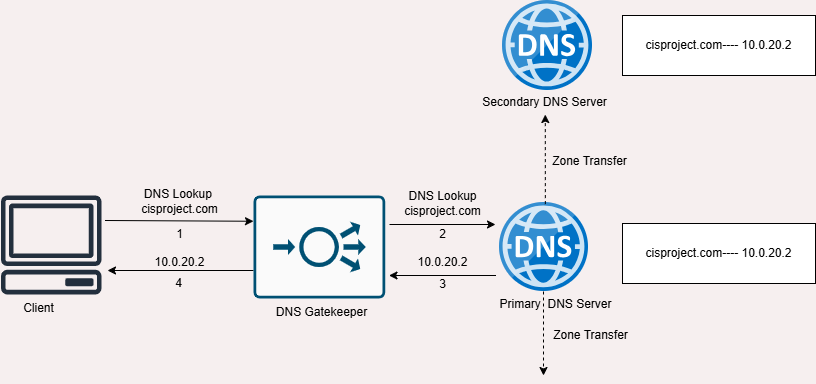 DNS
cisproject.com---- 10.0.20.2
Secondary DNS Server
Zone Transfer
DNS Lookup
cisproject.com
1
DNS Lookup
cisproject.com
2
DNS
cisproject.com---- 10.0.20.2
10.0.20.2
4
10.0.20.2
3
Client
DNS Gatekeeper
Primary DNS Server
Zone Transfer